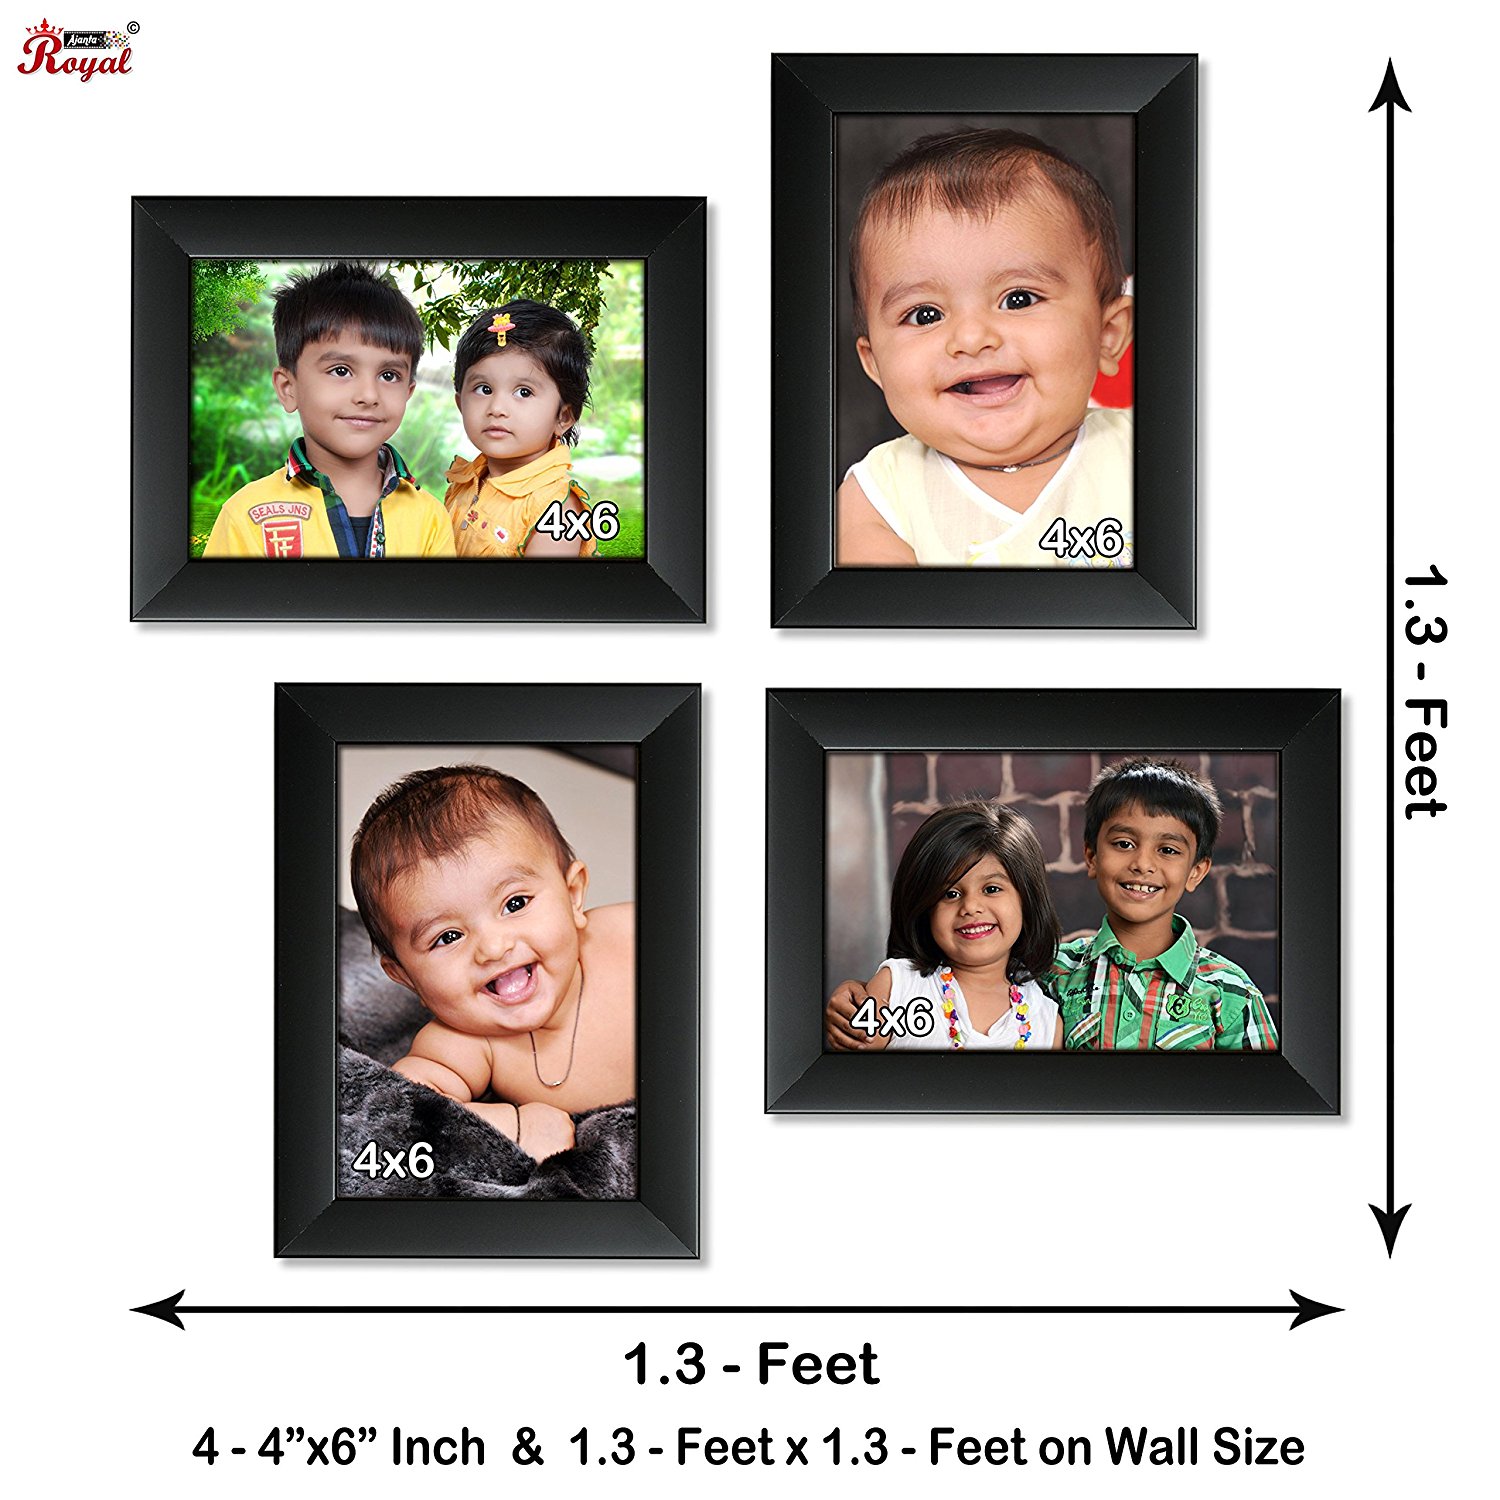 Ajanta ©
Royal
SEALS JNS
4x6
4x6
4x6
4x6
1.3 - Feet
1.3 - Feet
4 - 4”x6” Inch & 1.3 - Feet x 1.3 - Feet on Wall Size